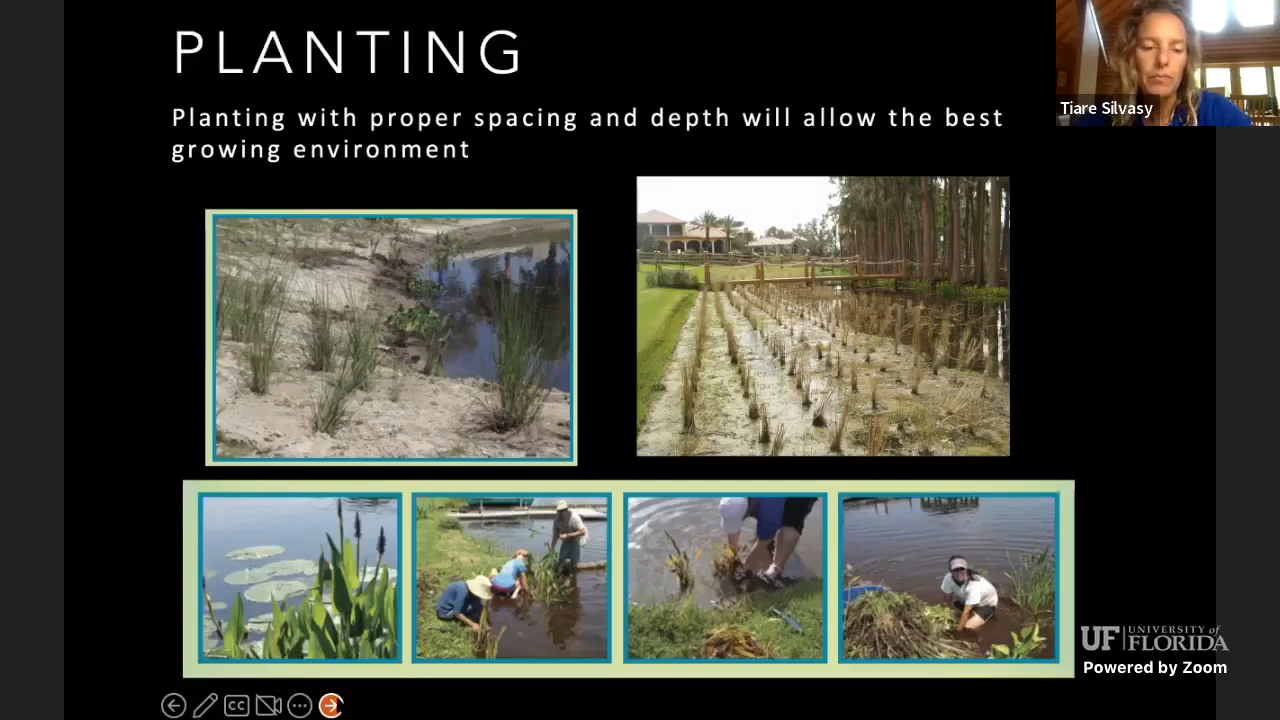 PLANTING
Planting with proper spacing and depth will allow the best
growing environment
Tiare Silvasy
UF UNIVERSITY of
FLORIDA
Powered by Zoom
CC